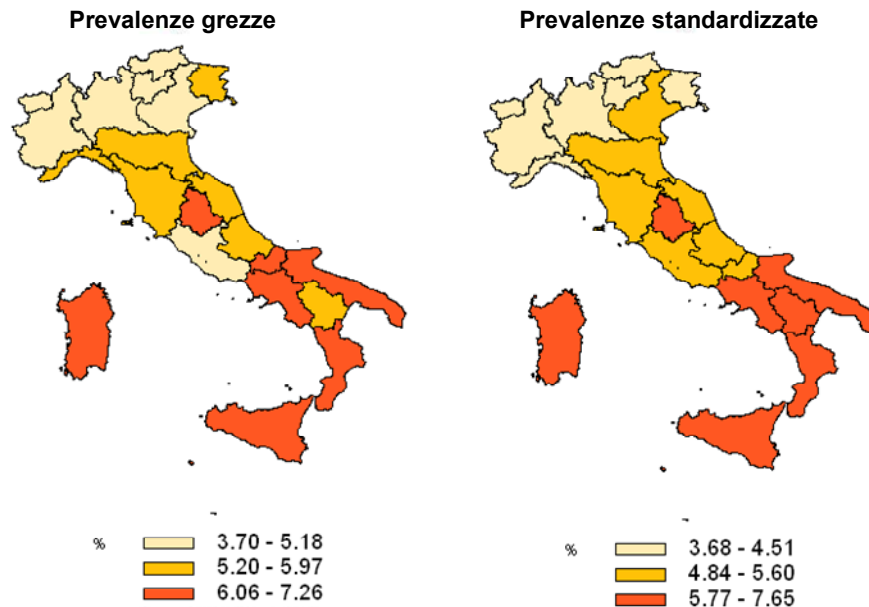 Prevalenze grezze
Prevalenze standardizzate
% 3.70 - 5.18
5.20 - 5.97
6.06 - 7.26
% 3.68 - 4.51
4.84 - 5.60
5.77 - 7.65